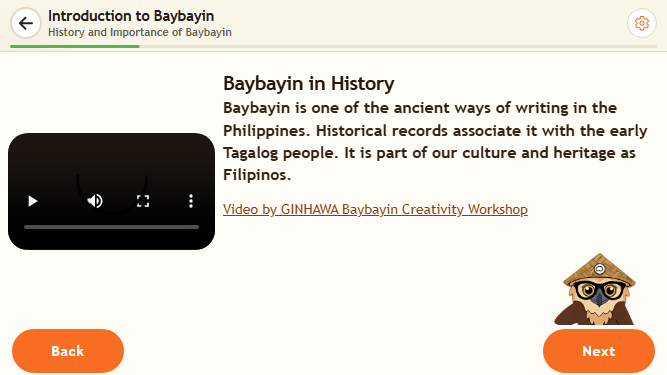 Introduction to Baybayin
History and Importance of Baybayin
Baybayin in History
Baybayin is one of the ancient ways of writing in the
Philippines. Historical records associate it with the early
Tagalog people. It is part of our culture and heritage as
Filipinos.
Video by GINHAWA Baybayin Creativity Workshop
Back
Next